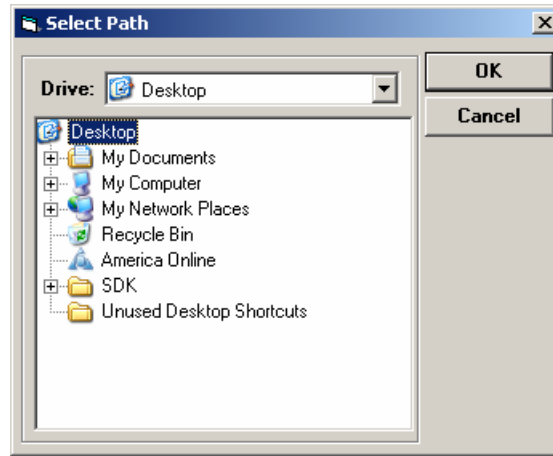 Select Path
Drive: Desktop
OK
Cancel
Desktop
My Documents
My Computer
My Network Places
Recycle Bin
America Online
SDK
Unused Desktop Shortcuts